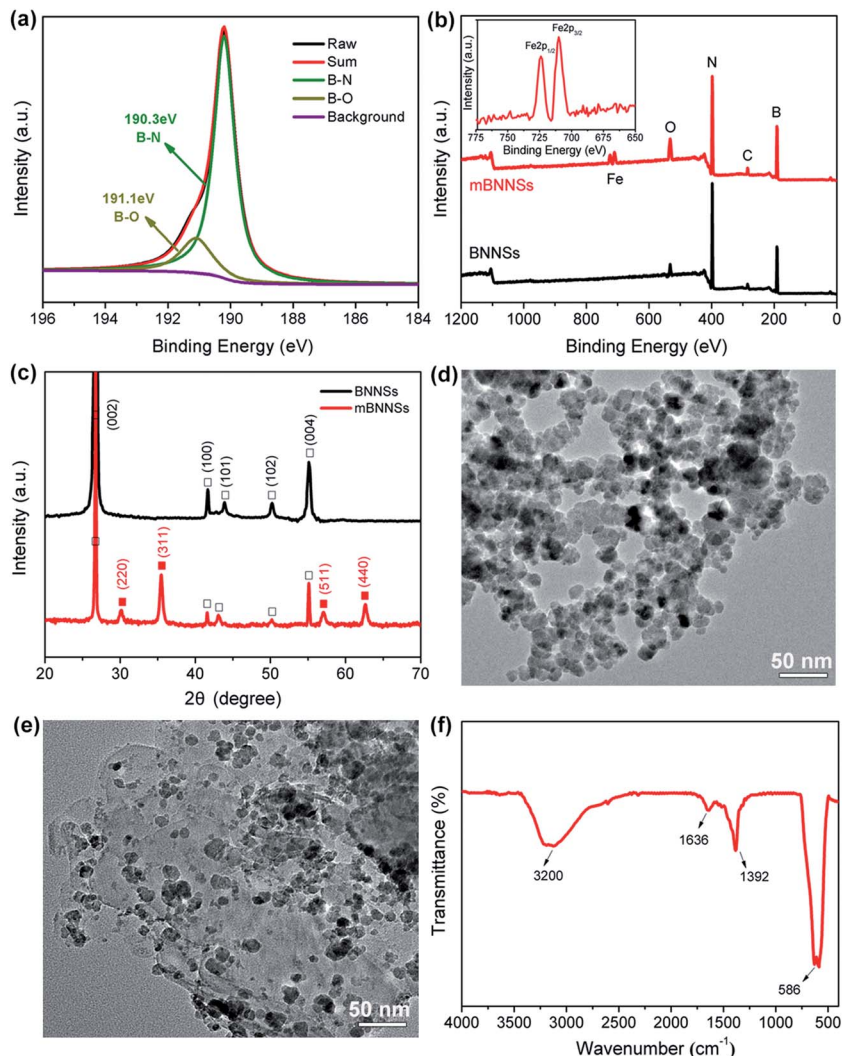 (a)
Raw
Sum
B-N
B-O
Background
190.3eV
B-N
191.1eV
B-O
Intensity (a.u.)
196 194 192 190 188 186 184
Binding Energy (eV)
(b)
Intensity (a.u.)
Fe2p1/2
Fe2p3/2
775 750 725 700 675 650
Binding Energy (eV)
N
O
C
B
Fe
mBNNSs
BNNSs
Intensity (a.u.)
1200 1000 800 600 400 200 0
Binding Energy (eV)
(c)
BNNSs
mBNNSs
(002)
(100)
(101)
(102)
(004)
(220)
(311)
(511)
(440)
Intensity (a.u.)
20 30 40 50 60 70
2θ (degree)
(d)
50 nm
(e)
50 nm
(f)
Transmittance (%)
3200
1636
1392
586
4000 3500 3000 2500 2000 1500 1000 500
Wavenumber (cm⁻¹)